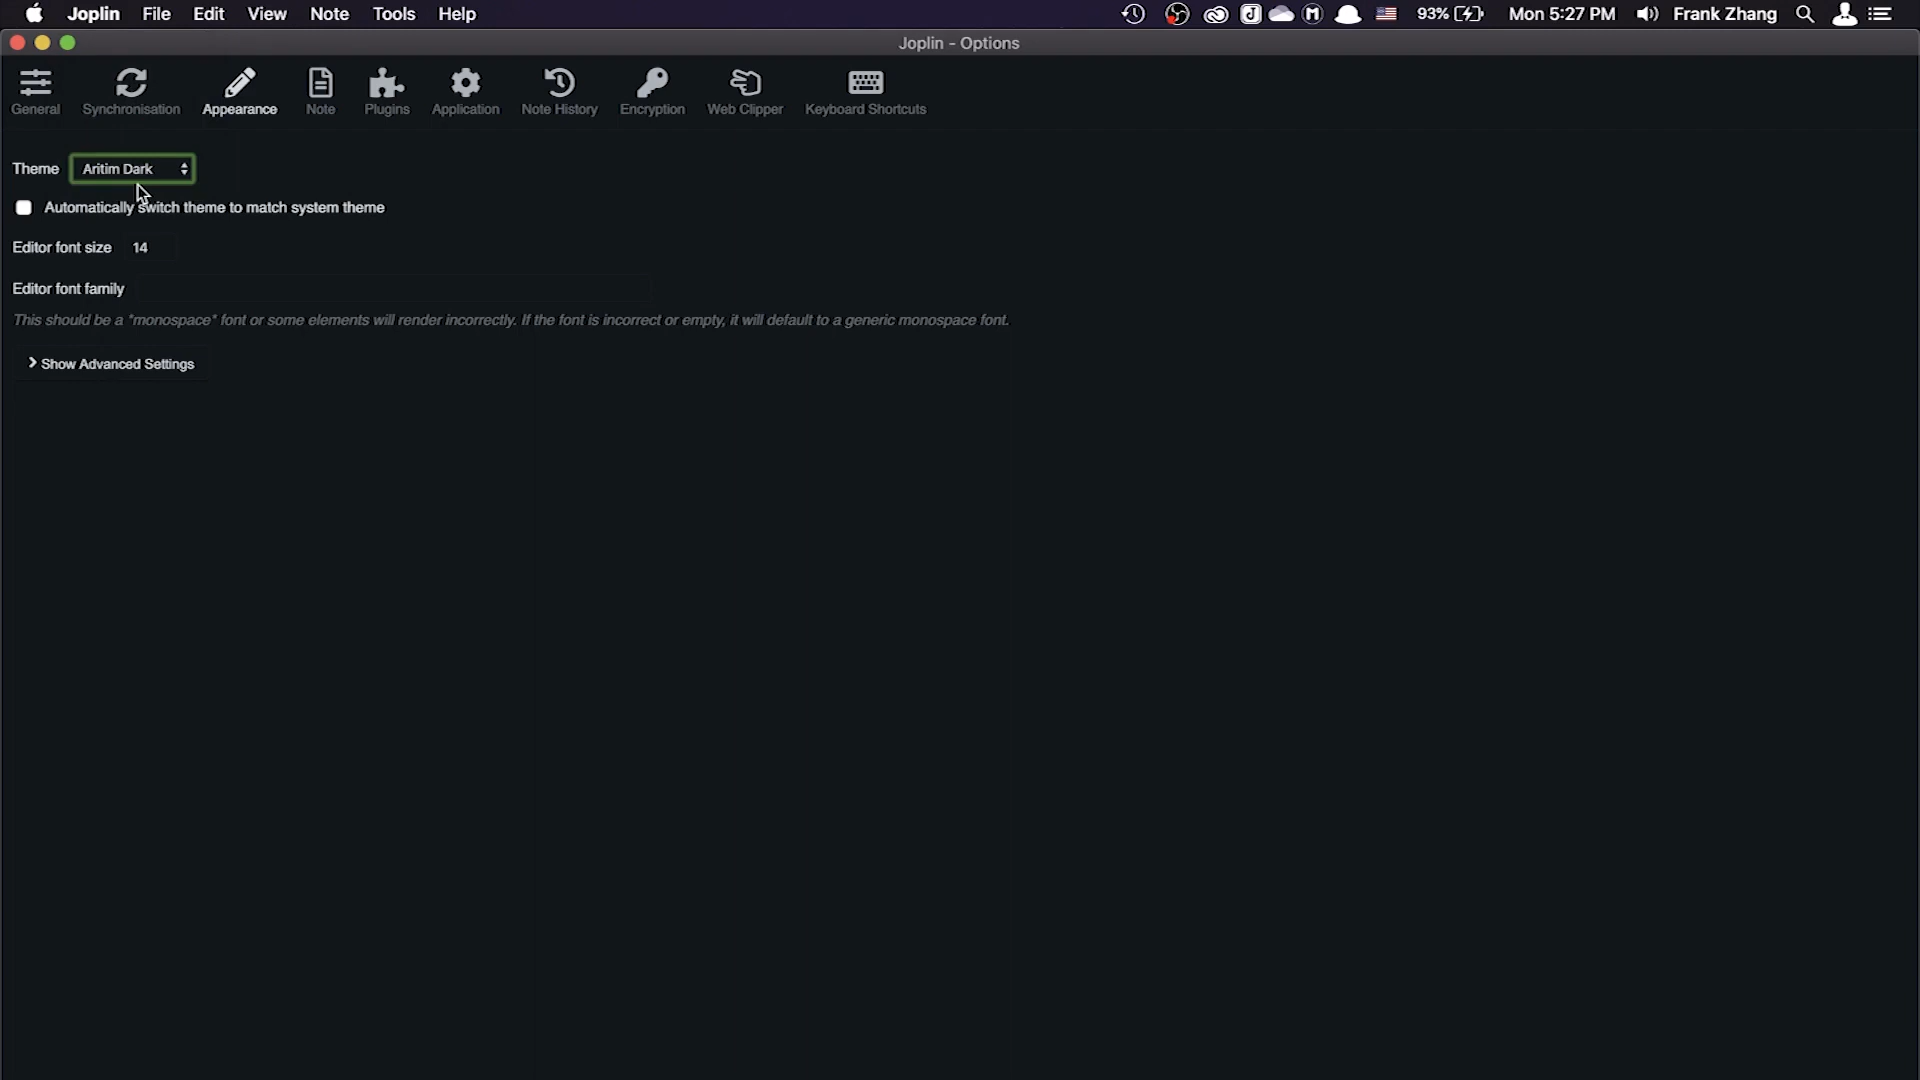 Joplin File Edit View Note Tools Help 93% Mon 5:27 PM Frank Zhang
Joplin - Options
General Synchronisation Appearance Note Plugins Application Note History Encryption Web Clipper Keyboard Shortcuts
Theme Aritim Dark
Automatically switch theme to match system theme
Editor font size 14
Editor font family
This should be a *monospace* font or some elements will render incorrectly. If the font is incorrect or empty, it will default to a generic monospace font.
Show Advanced Settings